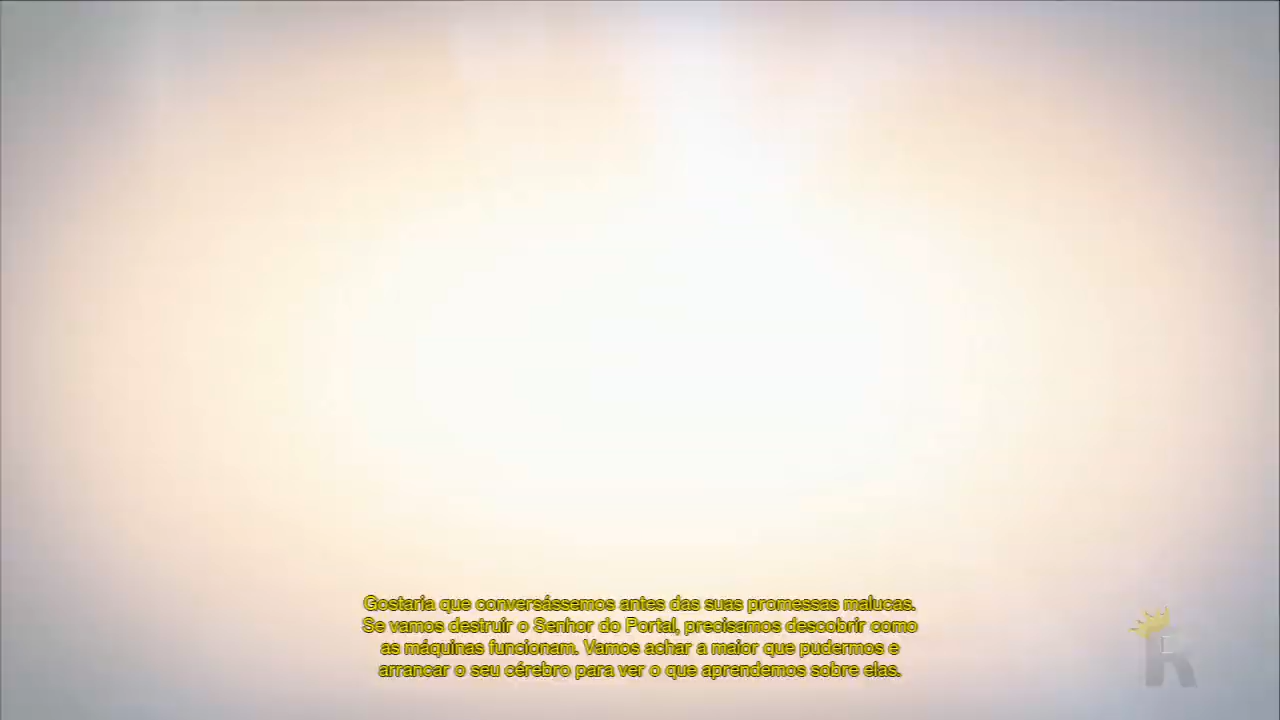 Gostaria que conversássemos antes das suas promessas malucas.
Se vamos destruir o Senhor do Portal, precisamos descobrir como
as máquinas funcionam. Vamos achar a maior que pudermos e
arrancar o seu cérebro para ver o que aprendemos sobre elas.
R